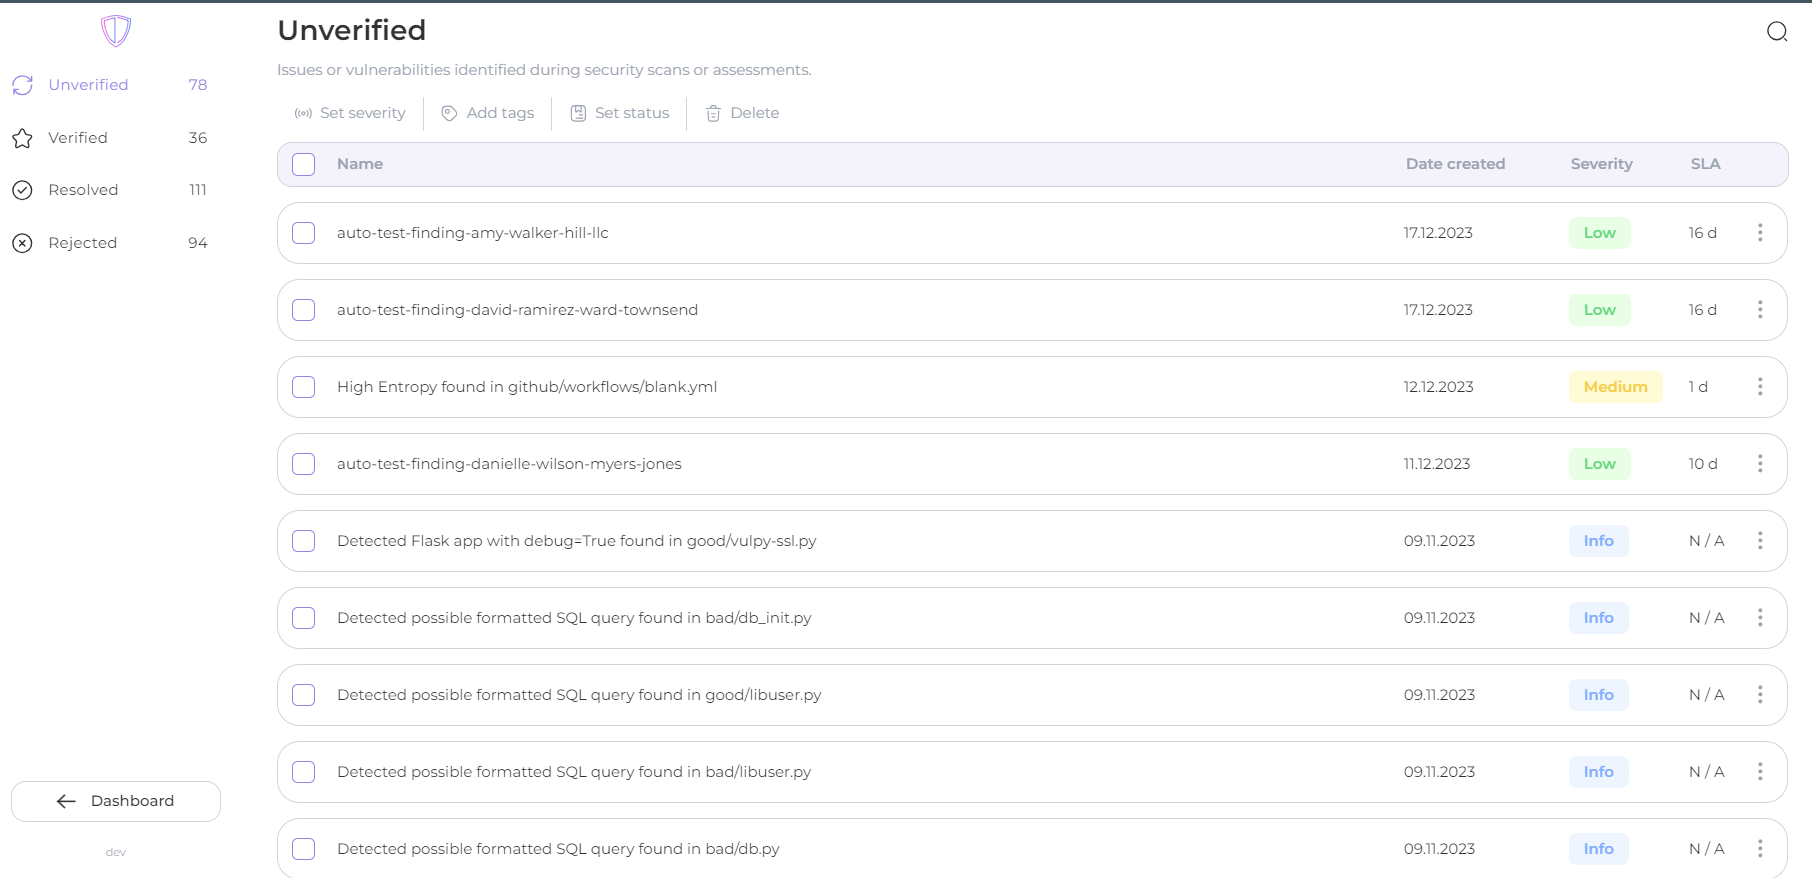 Unverified
Issues or vulnerabilities identified during security scans or assessments.
Unverified 78
Verified 36
Resolved 111
Rejected 94
Set severity Add tags Set status Delete
Name Date created Severity SLA
auto-test-finding-amy-walker-hill-llc 17.12.2023 Low 16 d
auto-test-finding-david-ramirez-ward-townsend 17.12.2023 Low 16 d
High Entropy found in github/workflows/blank.yml 12.12.2023 Medium 1 d
auto-test-finding-danielle-wilson-myers-jones 11.12.2023 Low 10 d
Detected Flask app with debug=True found in good/vulpy-ssl.py 09.11.2023 Info N / A
Detected possible formatted SQL query found in bad/db_init.py 09.11.2023 Info N / A
Detected possible formatted SQL query found in good/libuser.py 09.11.2023 Info N / A
Detected possible formatted SQL query found in bad/libuser.py 09.11.2023 Info N / A
Detected possible formatted SQL query found in bad/db.py 09.11.2023 Info N / A
Dashboard
dev